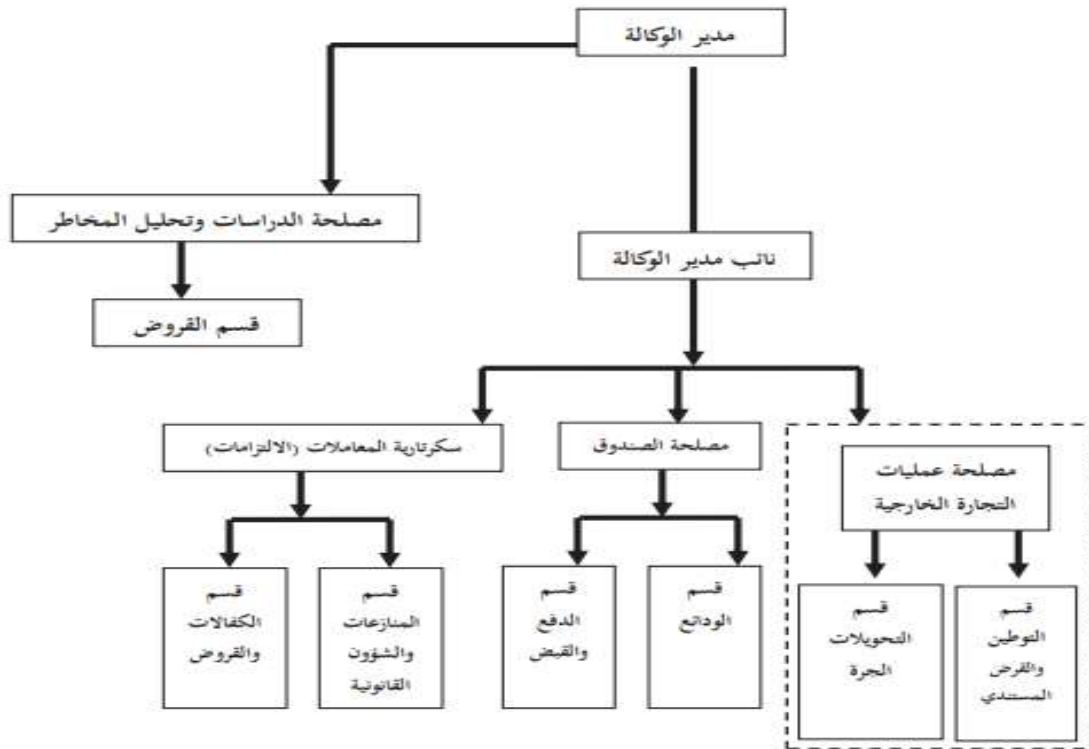 مدير الوكالة
مصلحة الدراسات وتحليل المخاطر
نائب مدير الوكالة
قسم القروض
مصلحة عمليات
التجارة الخارجية
مصلحة الصندوق
سكرتارية المعاملات (الالتزامات)
قسم
التوطين
والقرض
المستندي
قسم
التحويلات
الحرة
قسم
الودائع
قسم
الدفع
والقبض
قسم
المنازعات
والشؤون
القانونية
قسم
الكفالات
والقروض